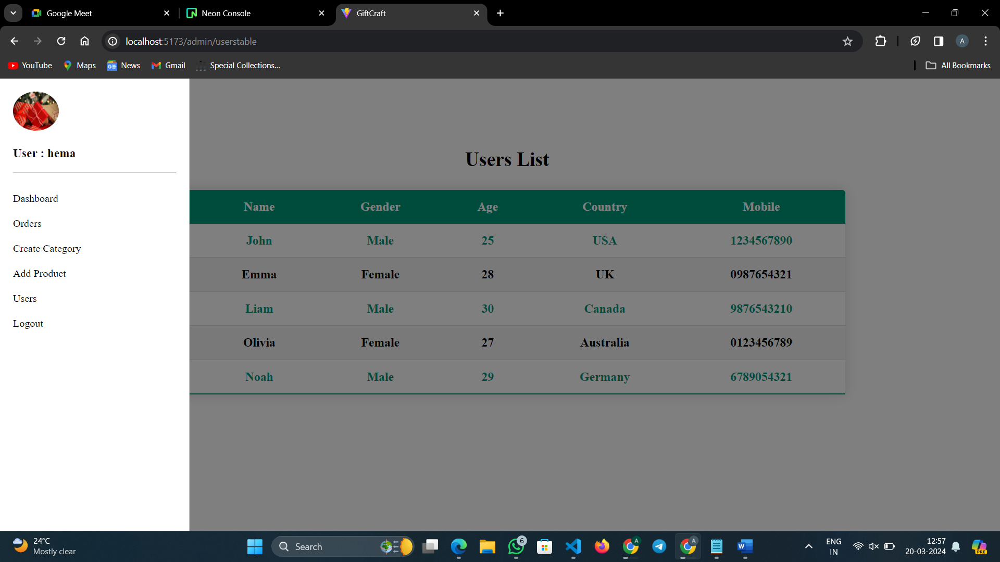 Google Meet
Neon Console
GiftCraft
localhost:5173/admin/userstable
A
YouTube
Maps
News
Gmail
Special Collections...
All Bookmarks
User : hema
Dashboard
Orders
Create Category
Add Product
Users
Logout
Users List
Name Gender Age Country Mobile
John Male 25 USA 1234567890
Emma Female 28 UK 0987654321
Liam Male 30 Canada 9876543210
Olivia Female 27 Australia 0123456789
Noah Male 29 Germany 6789054321
24°C
Mostly clear
Search
6
A
A
W
ENG
IN
12:57
20-03-2024
PRE